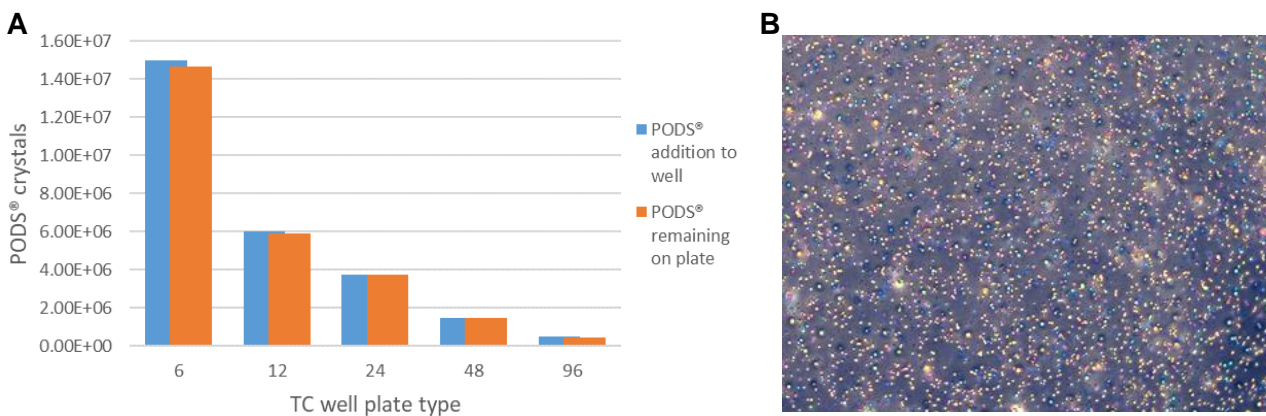 A
B
1.60E+07
1.40E+07
1.20E+07
1.00E+07
8.00E+06
6.00E+06
4.00E+06
2.00E+06
0.00E+00
PODS® crystals
6 12 24 48 96
TC well plate type
PODS®
addition to
well
PODS®
remaining
on plate